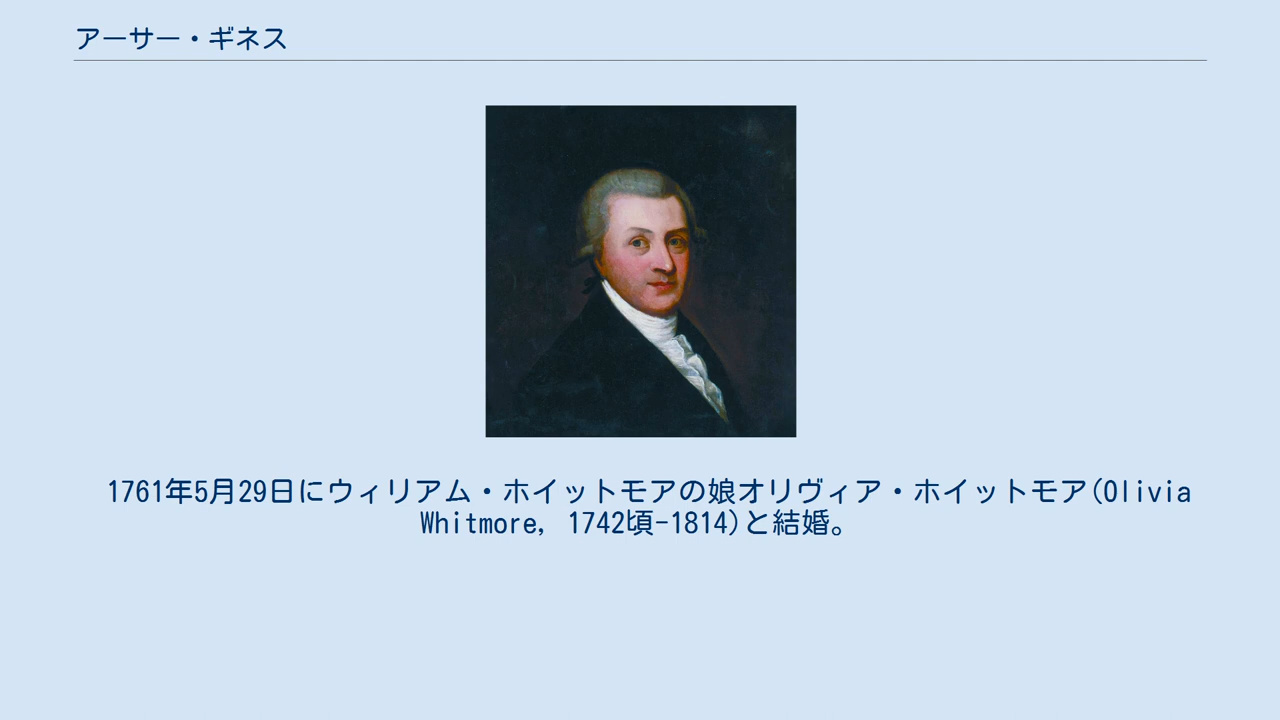 アーサー・ギネス
1761年5月29日にウィリアム・ホイットモアの娘オリヴィア・ホイットモア(Olivia
Whitmore, 1742頃-1814)と結婚。